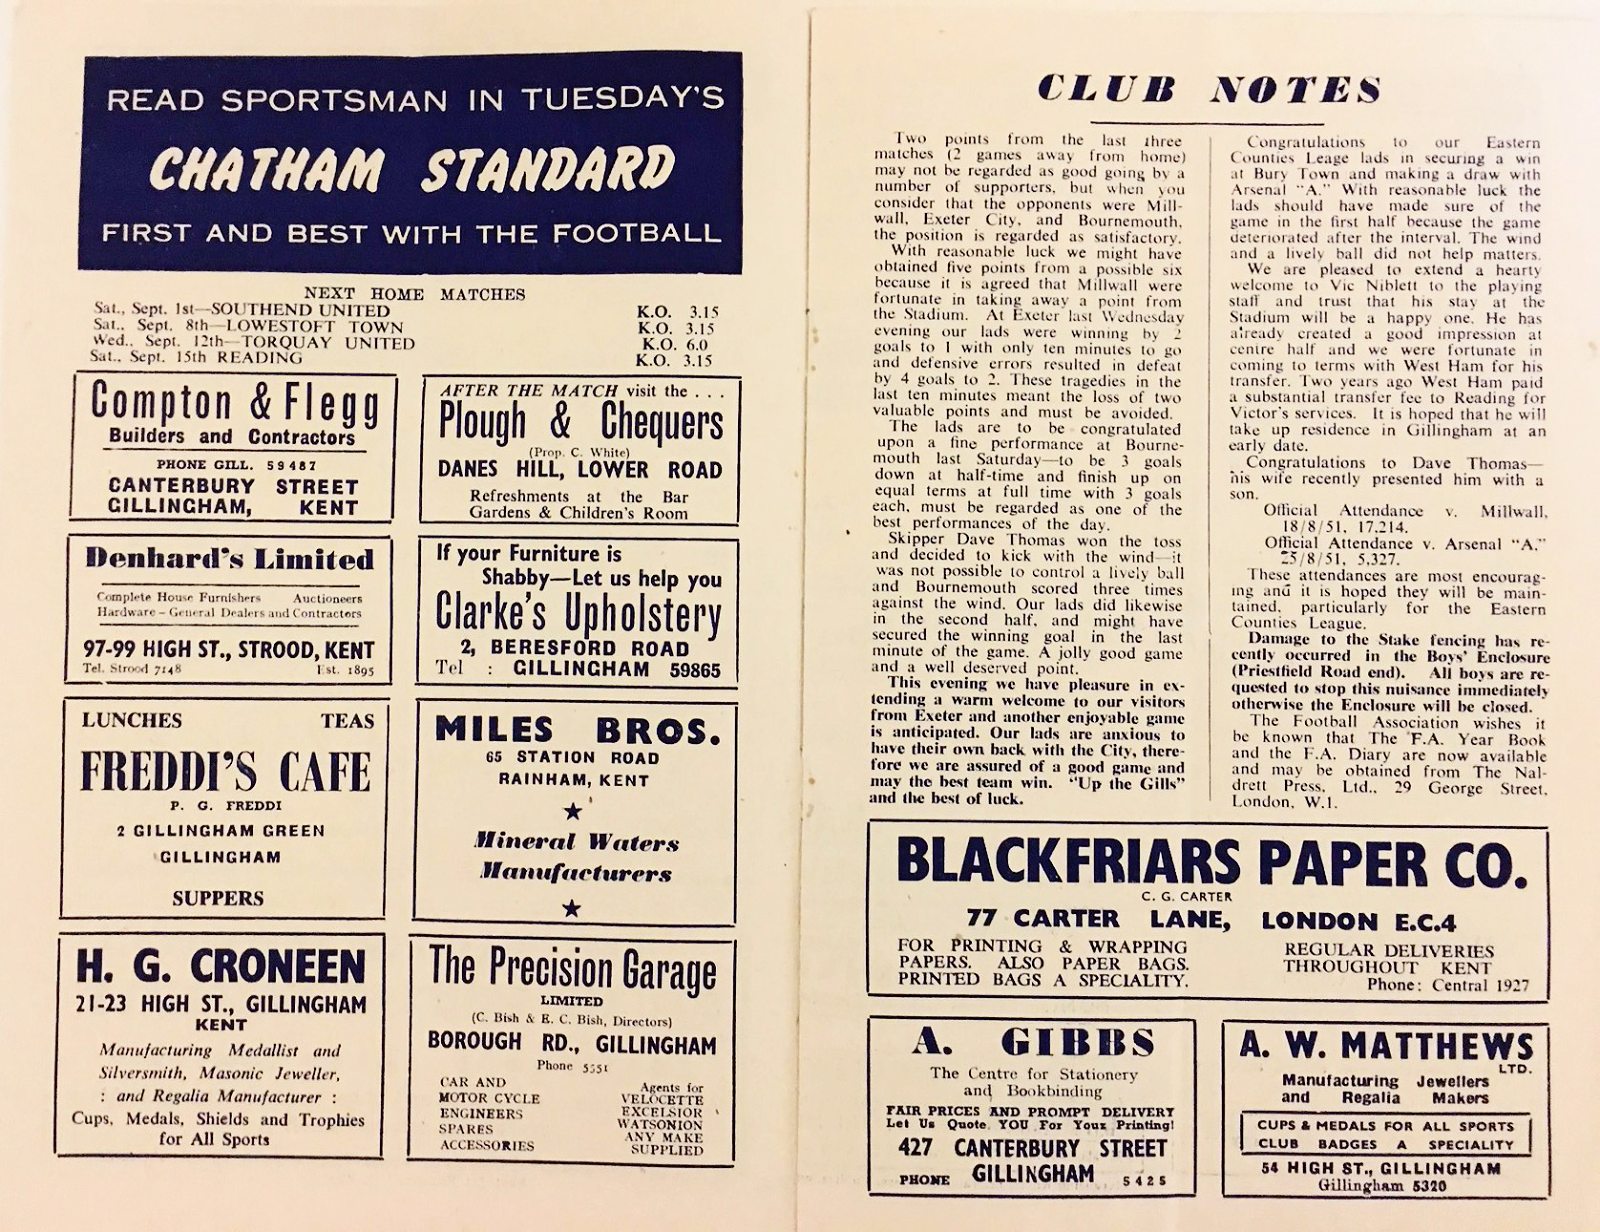 READ SPORTSMAN IN TUESDAY'S
CHATHAM STANDARD
FIRST AND BEST WITH THE FOOTBALL
NEXT HOME MATCHES
Sat., Sept. 1st—SOUTHEND UNITED K.O. 3.15
Sat., Sept. 8th—LOWESTOFT TOWN K.O. 3.15
Wed., Sept. 12th—TORQUAY UNITED K.O. 6.0
Sat., Sept. 15th READING K.O. 3.15
Compton & Flegg
Builders and Contractors
PHONE GILL. 59487
CANTERBURY STREET
GILLINGHAM, KENT
AFTER THE MATCH visit the . . .
Plough & Chequers
(Prop. C. White)
DANES HILL, LOWER ROAD
Refreshments at the Bar
Gardens & Children's Room
Denhard's Limited
Complete House Furnishers Auctioneers
Hardware – General Dealers and Contractors
97-99 HIGH ST., STROOD, KENT
Tel. Strood 7148 Est. 1895
If your Furniture is
Shabby—Let us help you
Clarke's Upholstery
2, BERESFORD ROAD
Tel : GILLINGHAM 59865
LUNCHES TEAS
FREDDI'S CAFE
P. G. FREDDI
2 GILLINGHAM GREEN
GILLINGHAM
SUPPERS
MILES BROS.
65 STATION ROAD
RAINHAM, KENT
Mineral Waters
Manufacturers
H. G. CRONEEN
21-23 HIGH ST., GILLINGHAM
KENT
Manufacturing Medallist and
Silversmith, Masonic Jeweller,
: and Regalia Manufacturer :
Cups, Medals, Shields and Trophies
for All Sports
The Precision Garage
LIMITED
(C. Bish & E. C. Bish, Directors)
BOROUGH RD., GILLINGHAM
Phone 5551
CAR AND
MOTOR CYCLE
ENGINEERS
SPARES
ACCESSORIES
Agents for
VELOCETTE
EXCELSIOR
WATSONION
ANY MAKE
SUPPLIED
CLUB NOTES
Two points from the last three
matches (2 games away from home)
may not be regarded as good going by a
number of supporters, but when you
consider that the opponents were Mill-
wall, Exeter City, and Bournemouth,
the position is regarded as satisfactory.
With reasonable luck we might have
obtained five points from a possible six
because it is agreed that Millwall were
fortunate in taking away a point from
the Stadium. At Exeter last Wednesday
evening our lads were winning by 2
goals to 1 with only ten minutes to go
and defensive errors resulted in defeat
by 4 goals to 2. These tragedies in the
last ten minutes meant the loss of two
valuable points and must be avoided.
The lads are to be congratulated
upon a fine performance at Bourne-
mouth last Saturday—to be 3 goals
down at half-time and finish up on
equal terms at full time with 3 goals
each, must be regarded as one of the
best performances of the day.
Skipper Dave Thomas won the toss
and decided to kick with the wind—it
was not possible to control a lively ball
and Bournemouth scored three times
against the wind. Our lads did likewise
in the second half, and might have
secured the winning goal in the last
minute of the game. A jolly good game
and a well deserved point.
This evening we have pleasure in ex-
tending a warm welcome to our visitors
from Exeter and another enjoyable game
is anticipated. Our lads are anxious to
have their own back with the City, there-
fore we are assured of a good game and
may the best team win. "Up the Gills"
and the best of luck.
Congratulations to our Eastern
Counties Leage lads in securing a win
at Bury Town and making a draw with
Arsenal "A." With reasonable luck the
lads should have made sure of the
game in the first half because the game
deteriorated after the interval. The wind
and a lively ball did not help matters.
We are pleased to extend a hearty
welcome to Vic Niblett to the playing
staff and trust that his stay at the
Stadium will be a happy one. He has
already created a good impression at
centre half and we were fortunate in
coming to terms with West Ham for his
transfer. Two years ago West Ham paid
a substantial transfer fee to Reading for
Victor's services. It is hoped that he will
take up residence in Gillingham at an
early date.
Congratulations to Dave Thomas—
his wife recently presented him with a
son.
Official Attendance v. Millwall,
18/8/51, 17,214.
Official Attendance v. Arsenal "A."
25/8/51, 5,327.
These attendances are most encourag-
ing and it is hoped they will be main-
tained, particularly for the Eastern
Counties League.
Damage to the Stake fencing has re-
cently occurred in the Boys' Enclosure
(Priestfield Road end). All boys are re-
quested to stop this nuisance immediately
otherwise the Enclosure will be closed.
The Football Association wishes it
be known that The F.A. Year Book
and the F.A. Diary are now available
and may be obtained from The Nal-
drett Press, Ltd., 29 George Street,
London, W.1.
BLACKFRIARS PAPER CO.
C. G. CARTER
77 CARTER LANE, LONDON E.C.4
FOR PRINTING & WRAPPING
PAPERS. ALSO PAPER BAGS.
PRINTED BAGS A SPECIALITY.
REGULAR DELIVERIES
THROUGHOUT KENT
Phone: Central 1927
A. GIBBS
The Centre for Stationery
and Bookbinding
FAIR PRICES AND PROMPT DELIVERY
Let Us Quote YOU For Your Printing!
427 CANTERBURY STREET
PHONE GILLINGHAM 5425
A. W. MATTHEWS
LTD.
Manufacturing Jewellers
and Regalia Makers
CUPS & MEDALS FOR ALL SPORTS
CLUB BADGES A SPECIALITY
54 HIGH ST., GILLINGHAM
Gillingham 5320